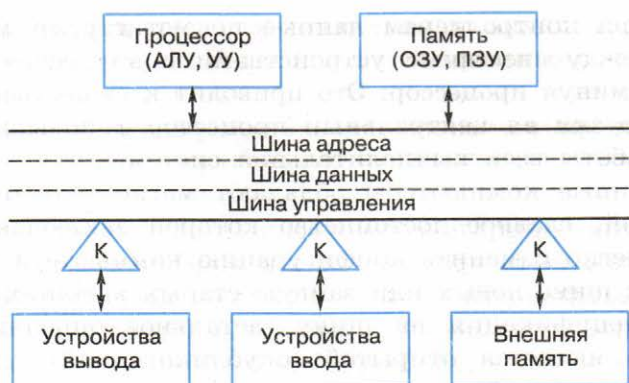 Процессор
(АЛУ, УУ)
Память
(ОЗУ, ПЗУ)
Шина адреса
Шина данных
Шина управления
К
К
К
Устройства
вывода
Устройства
ввода
Внешняя
память